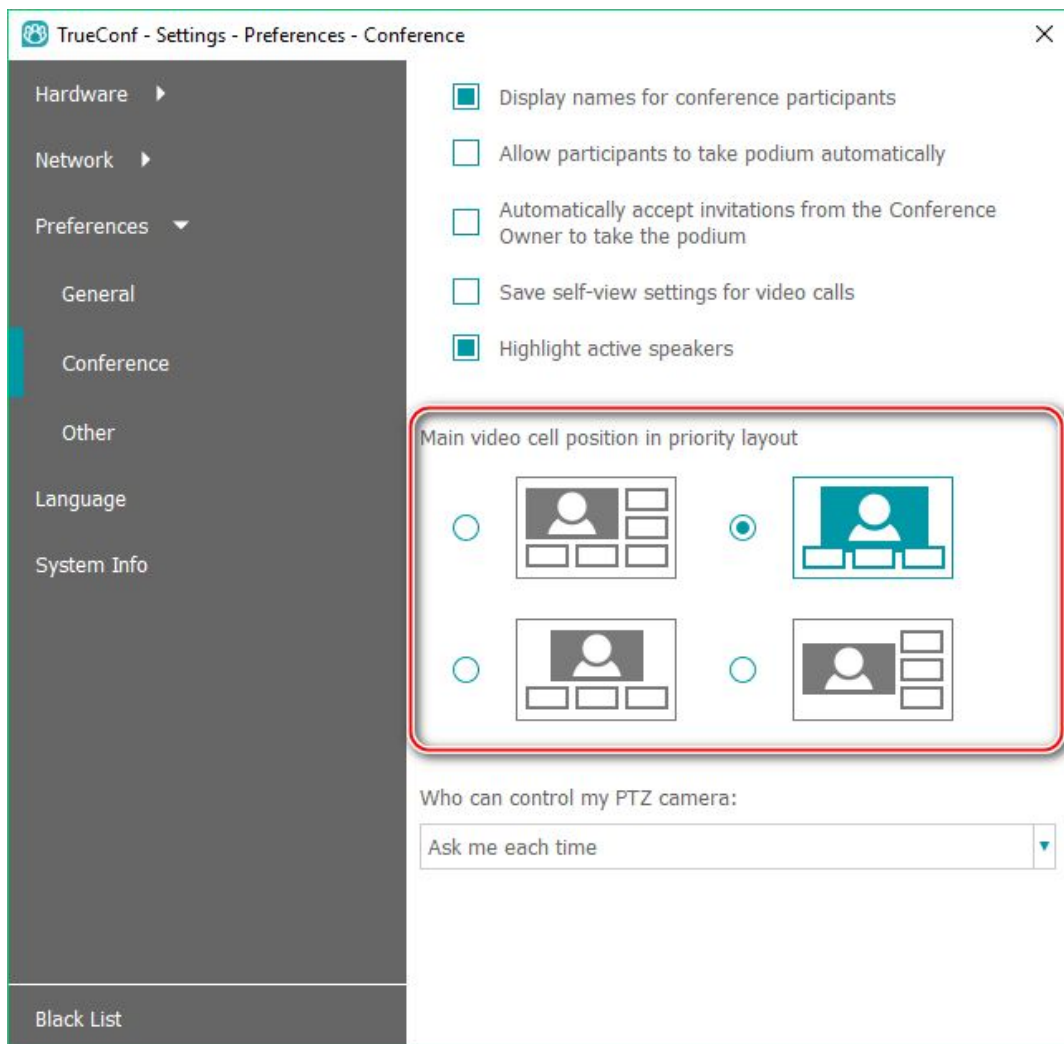 TrueConf - Settings - Preferences - Conference
Hardware
Network
Preferences
General
Conference
Other
Language
System Info
Black List
Display names for conference participants
Allow participants to take podium automatically
Automatically accept invitations from the Conference
Owner to take the podium
Save self-view settings for video calls
Highlight active speakers
Main video cell position in priority layout
Who can control my PTZ camera:
Ask me each time